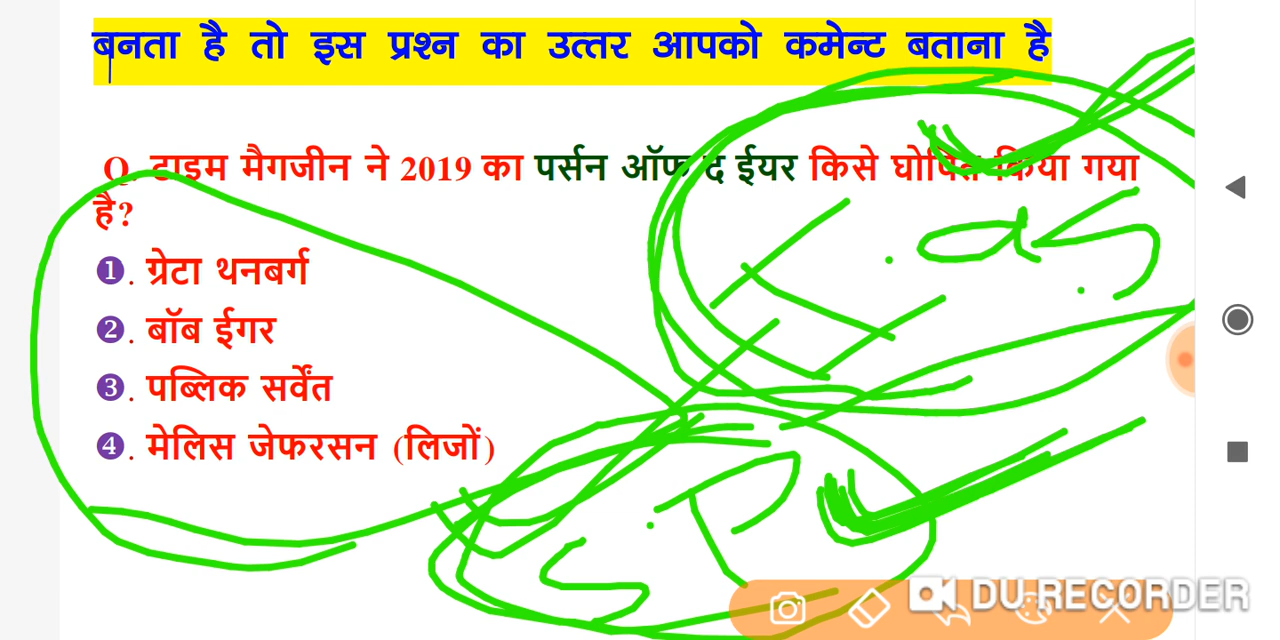 बनता है तो इस प्रश्न का उत्तर आपको कमेन्ट बताना है
Q. टाइम मैगजीन ने 2019 का पर्सन ऑफ द ईयर किसे घोषित किया गया
है?
❶. ग्रेटा थनबर्ग
❷. बॉब ईगर
❸. पब्लिक सर्वेंत
❹. मेलिस जेफरसन (लिजों)
DU RECORDER